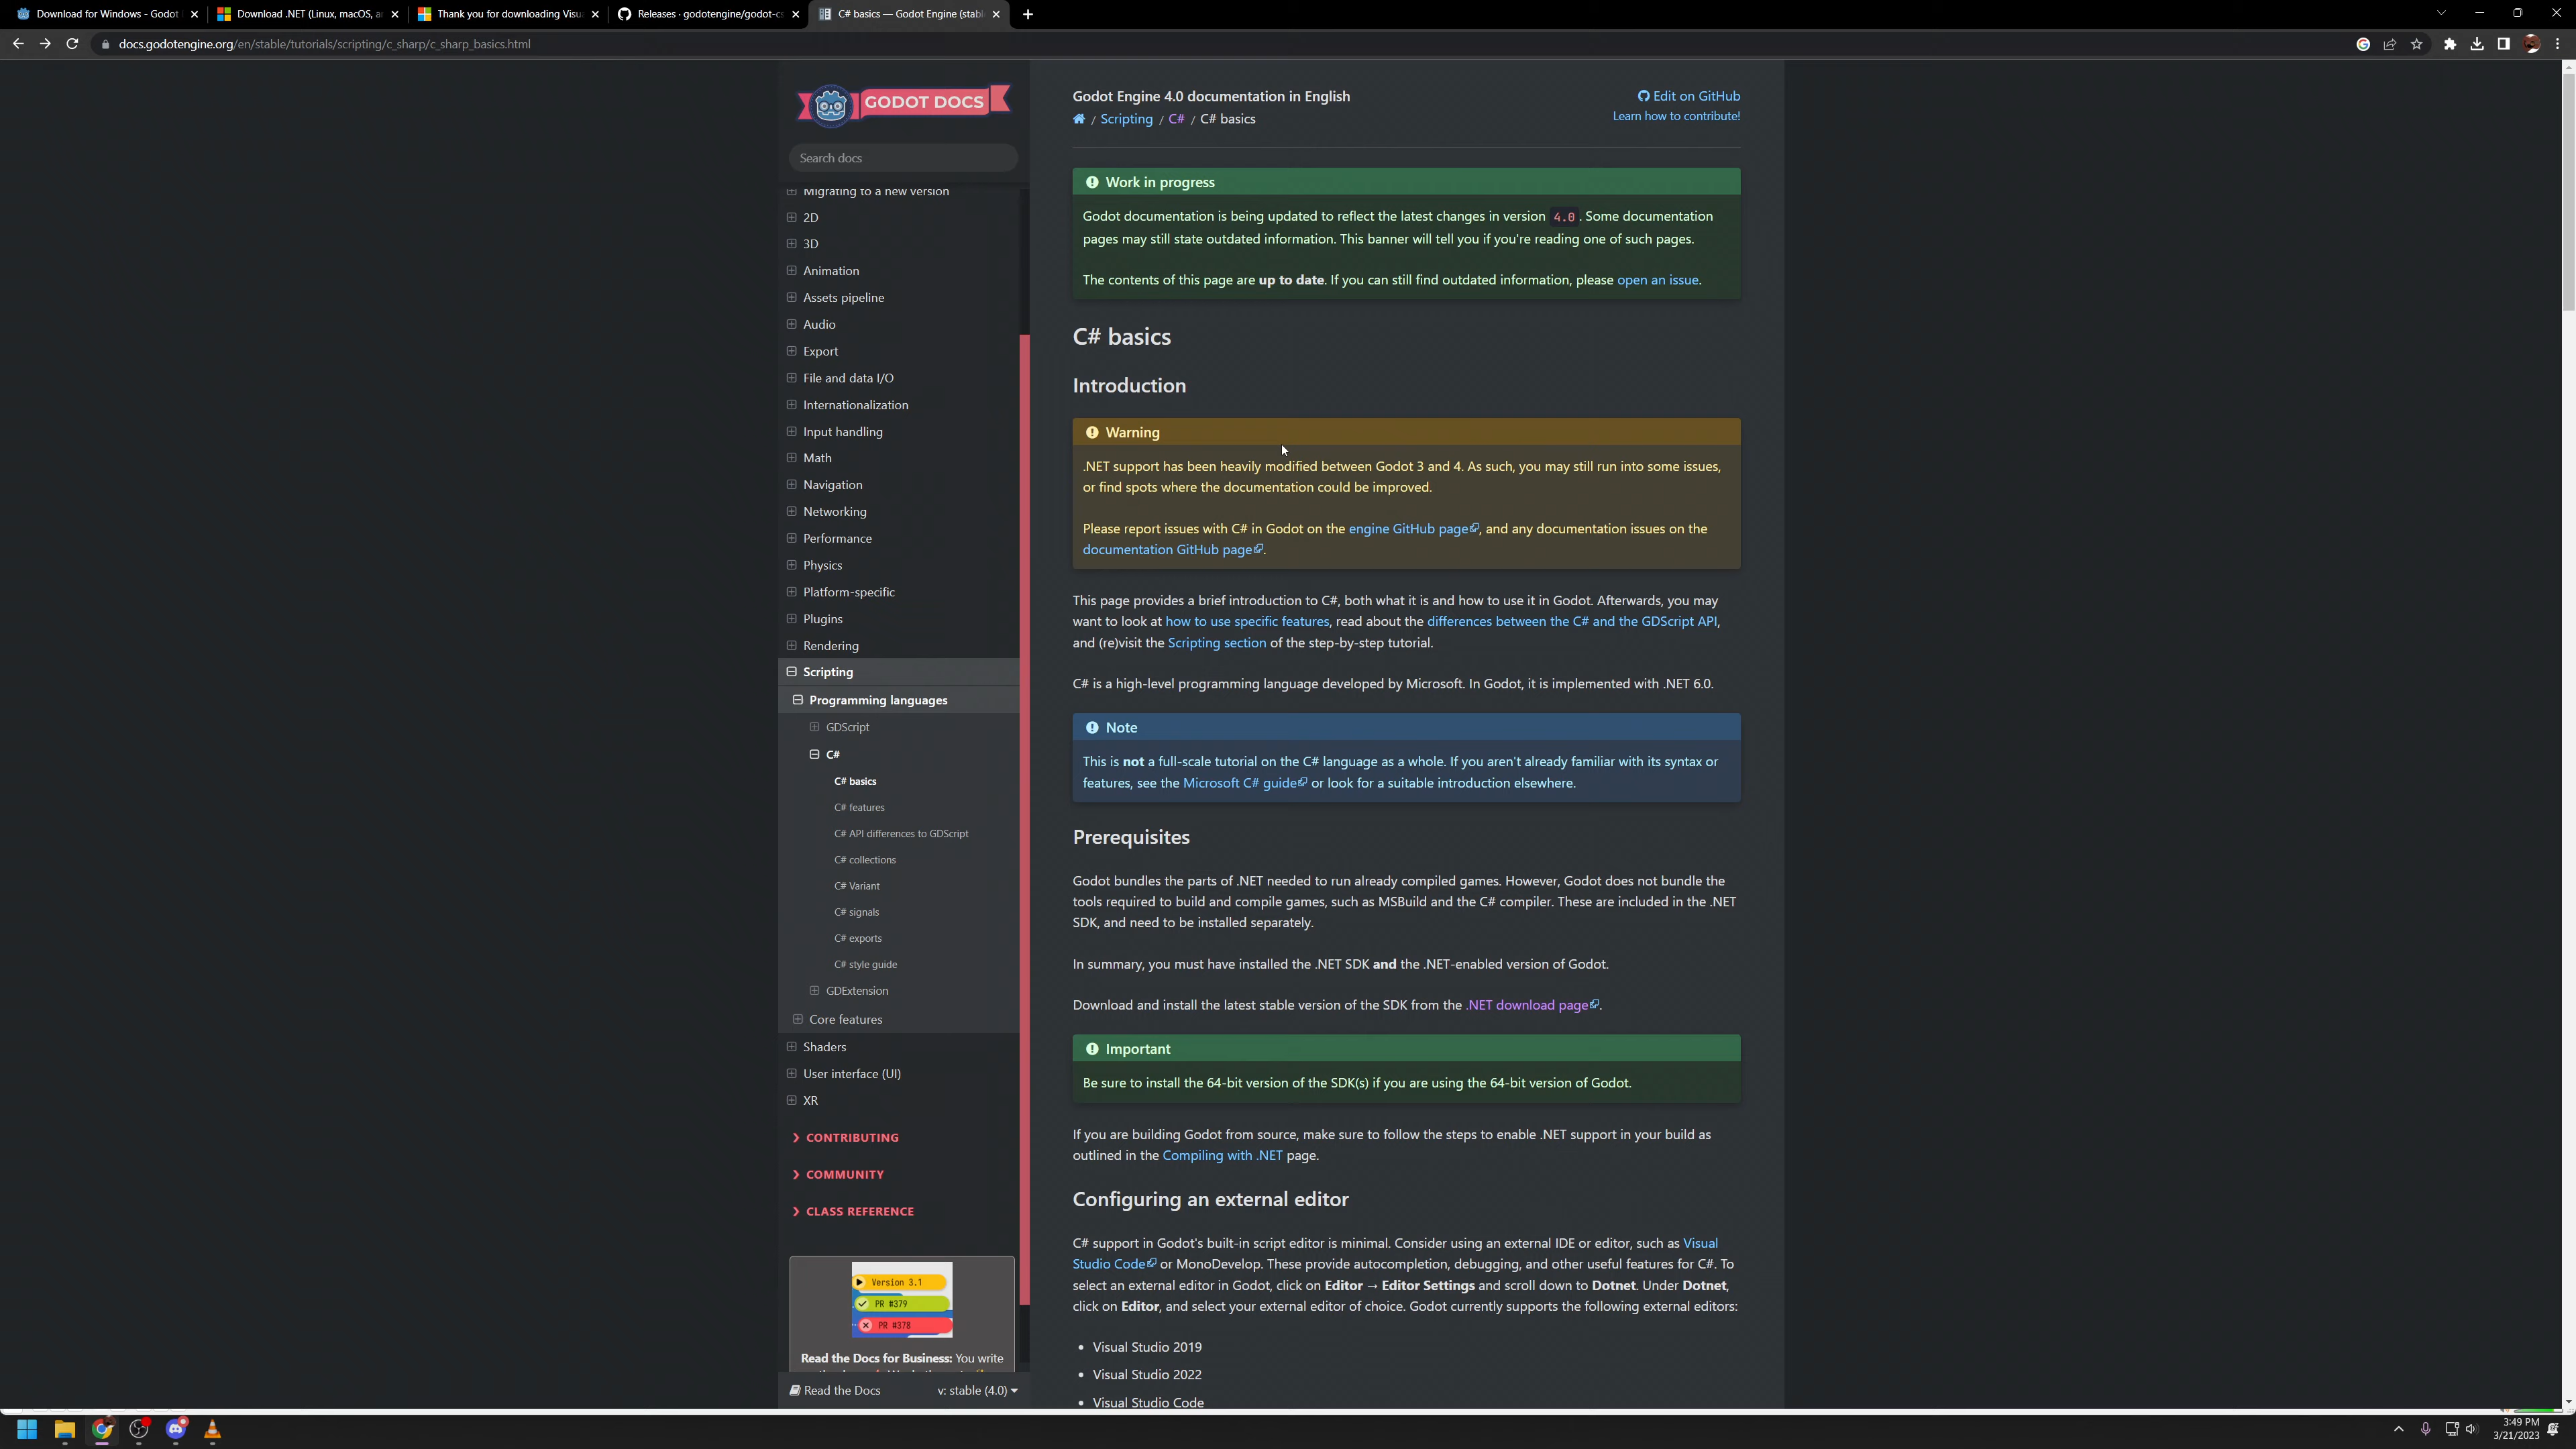 Download for Windows - Godot
Download .NET (Linux, macOS, ar
Thank you for downloading Visu
Releases · godotengine/godot-cs
C# basics — Godot Engine (stabl
docs.godotengine.org/en/stable/tutorials/scripting/c_sharp/c_sharp_basics.html
GODOT DOCS
Search docs
Migrating to a new version
2D
3D
Animation
Assets pipeline
Audio
Export
File and data I/O
Internationalization
Input handling
Math
Navigation
Networking
Performance
Physics
Platform-specific
Plugins
Rendering
Scripting
Programming languages
GDScript
C#
C# basics
C# features
C# API differences to GDScript
C# collections
C# Variant
C# signals
C# exports
C# style guide
GDExtension
Core features
Shaders
User interface (UI)
XR
CONTRIBUTING
COMMUNITY
CLASS REFERENCE
Version 3.1
PR #379
PR #378
Read the Docs for Business: You write
Read the Docs v: stable (4.0)
Godot Engine 4.0 documentation in English
Edit on GitHub
/ Scripting / C# / C# basics
Learn how to contribute!
Work in progress
Godot documentation is being updated to reflect the latest changes in version 4.0. Some documentation
pages may still state outdated information. This banner will tell you if you're reading one of such pages.
The contents of this page are up to date. If you can still find outdated information, please open an issue.
C# basics
Introduction
Warning
.NET support has been heavily modified between Godot 3 and 4. As such, you may still run into some issues,
or find spots where the documentation could be improved.
Please report issues with C# in Godot on the engine GitHub page, and any documentation issues on the
documentation GitHub page.
This page provides a brief introduction to C#, both what it is and how to use it in Godot. Afterwards, you may
want to look at how to use specific features, read about the differences between the C# and the GDScript API,
and (re)visit the Scripting section of the step-by-step tutorial.
C# is a high-level programming language developed by Microsoft. In Godot, it is implemented with .NET 6.0.
Note
This is not a full-scale tutorial on the C# language as a whole. If you aren't already familiar with its syntax or
features, see the Microsoft C# guide or look for a suitable introduction elsewhere.
Prerequisites
Godot bundles the parts of .NET needed to run already compiled games. However, Godot does not bundle the
tools required to build and compile games, such as MSBuild and the C# compiler. These are included in the .NET
SDK, and need to be installed separately.
In summary, you must have installed the .NET SDK and the .NET-enabled version of Godot.
Download and install the latest stable version of the SDK from the .NET download page.
Important
Be sure to install the 64-bit version of the SDK(s) if you are using the 64-bit version of Godot.
If you are building Godot from source, make sure to follow the steps to enable .NET support in your build as
outlined in the Compiling with .NET page.
Configuring an external editor
C# support in Godot's built-in script editor is minimal. Consider using an external IDE or editor, such as Visual
Studio Code or MonoDevelop. These provide autocompletion, debugging, and other useful features for C#. To
select an external editor in Godot, click on Editor → Editor Settings and scroll down to Dotnet. Under Dotnet,
click on Editor, and select your external editor of choice. Godot currently supports the following external editors:
• Visual Studio 2019
• Visual Studio 2022
• Visual Studio Code
3:49 PM
3/21/2023